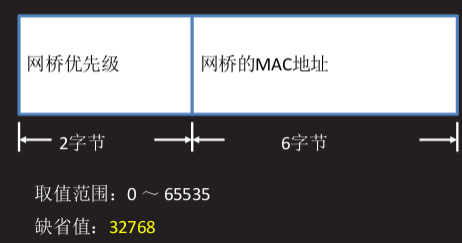 网桥优先级
网桥的MAC地址
2字节
6字节
取值范围：0 ～ 65535
缺省值：32768